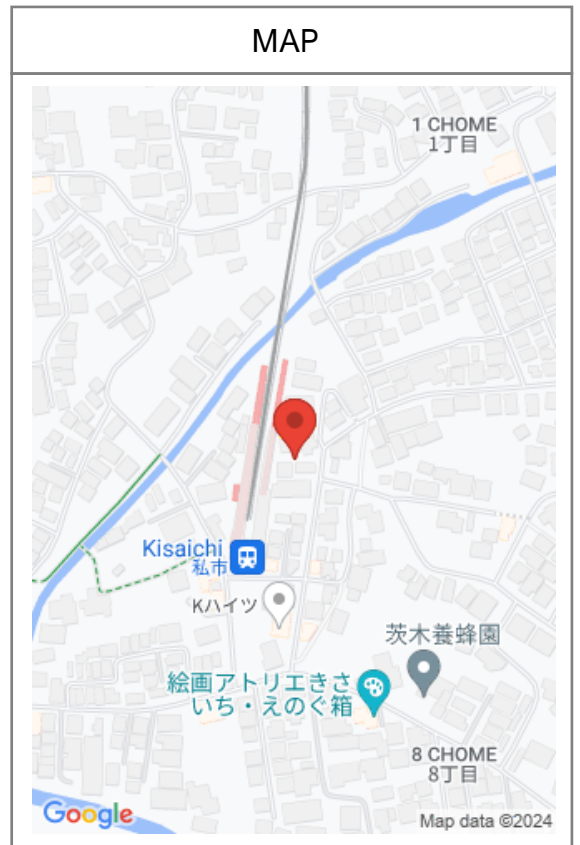 MAP
1 CHOME
1丁目
Kisaichi
私市
Kハイツ
茨木養蜂園
絵画アトリエきさ
いち・えのぐ箱
8 CHOME
8丁目
Google
Map data ©2024